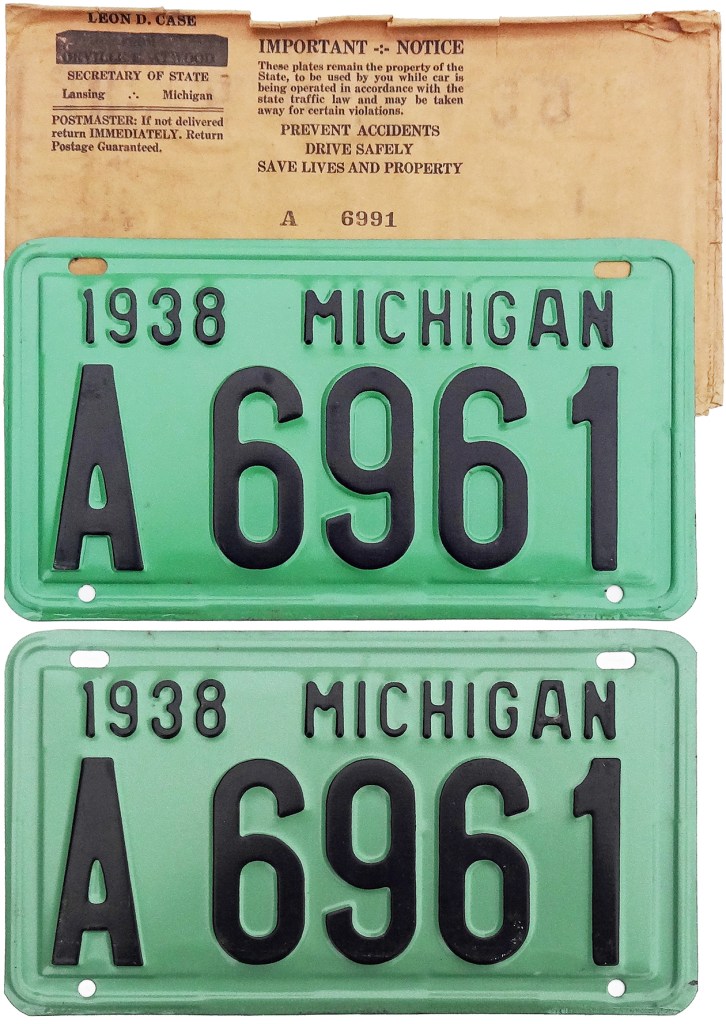 LEON D. CASE
SECRETARY OF STATE
Lansing .·. Michigan
POSTMASTER: If not delivered
return IMMEDIATELY. Return
Postage Guaranteed.
IMPORTANT -:- NOTICE
These plates remain the property of the
State, to be used by you while car is
being operated in accordance with the
state traffic law and may be taken
away for certain violations.
PREVENT ACCIDENTS
DRIVE SAFELY
SAVE LIVES AND PROPERTY
A 6991
1938 MICHIGAN
A 6961
1938 MICHIGAN
A 6961